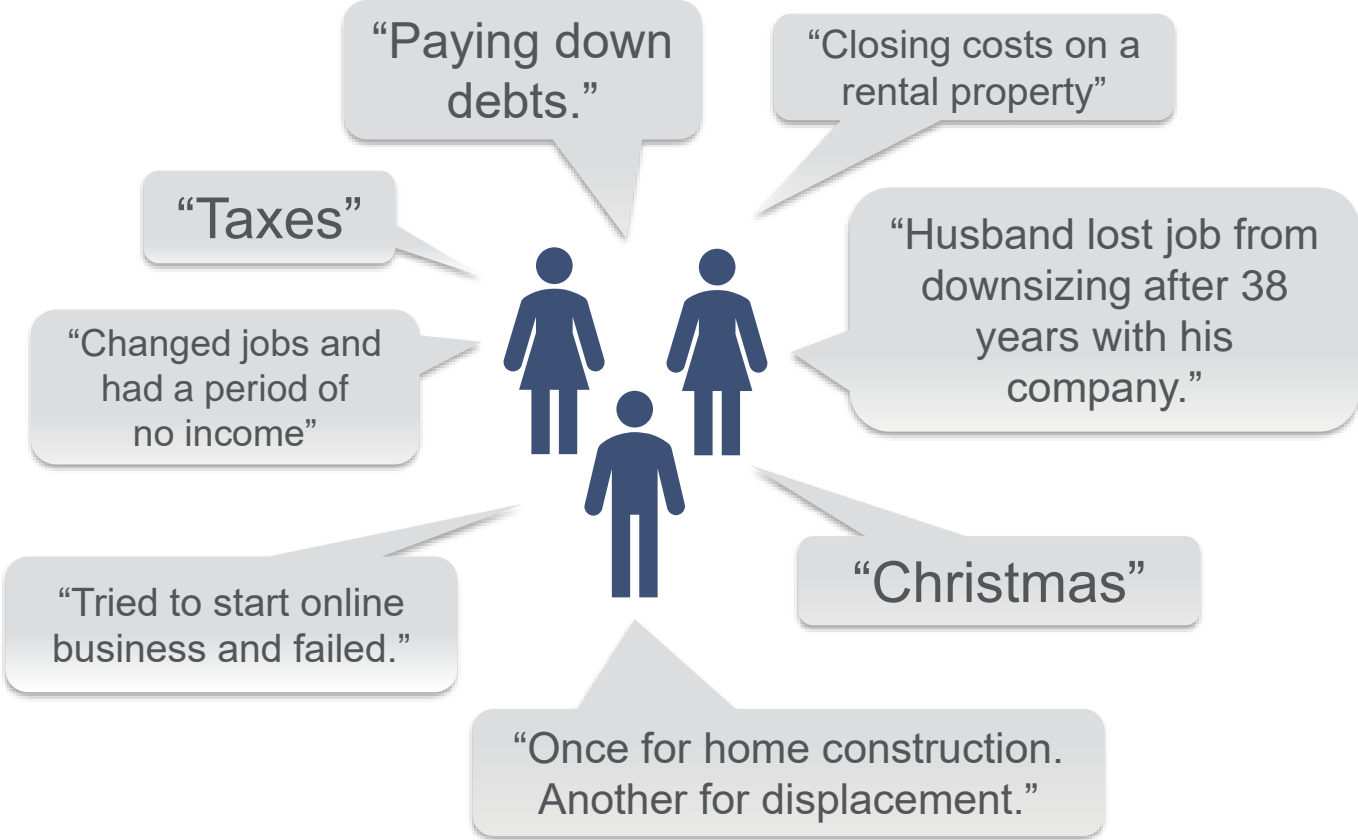 “Paying down
debts.”
“Closing costs on a
rental property”
“Taxes”
“Husband lost job from
downsizing after 38
years with his
company.”
“Changed jobs and
had a period of
no income”
“Christmas”
“Tried to start online
business and failed.”
“Once for home construction.
Another for displacement.”